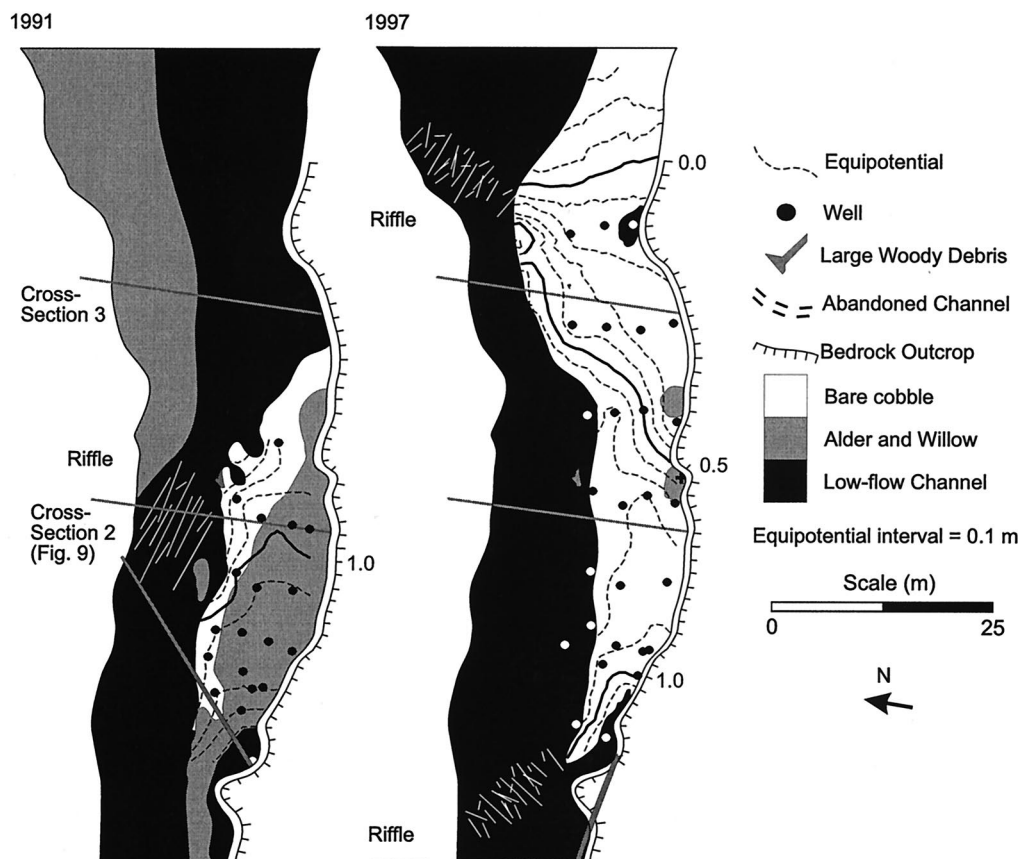 1991
1997
0.0
Equipotential
Riffle
Well
Large Woody Debris
Cross-
Section 3
Abandoned Channel
Bedrock Outcrop
Bare cobble
Alder and Willow
Riffle
0.5
Low-flow Channel
Cross-
Section 2
(Fig. 9)
1.0
Equipotential interval = 0.1 m
Scale (m)
0
25
N
1.0
Riffle